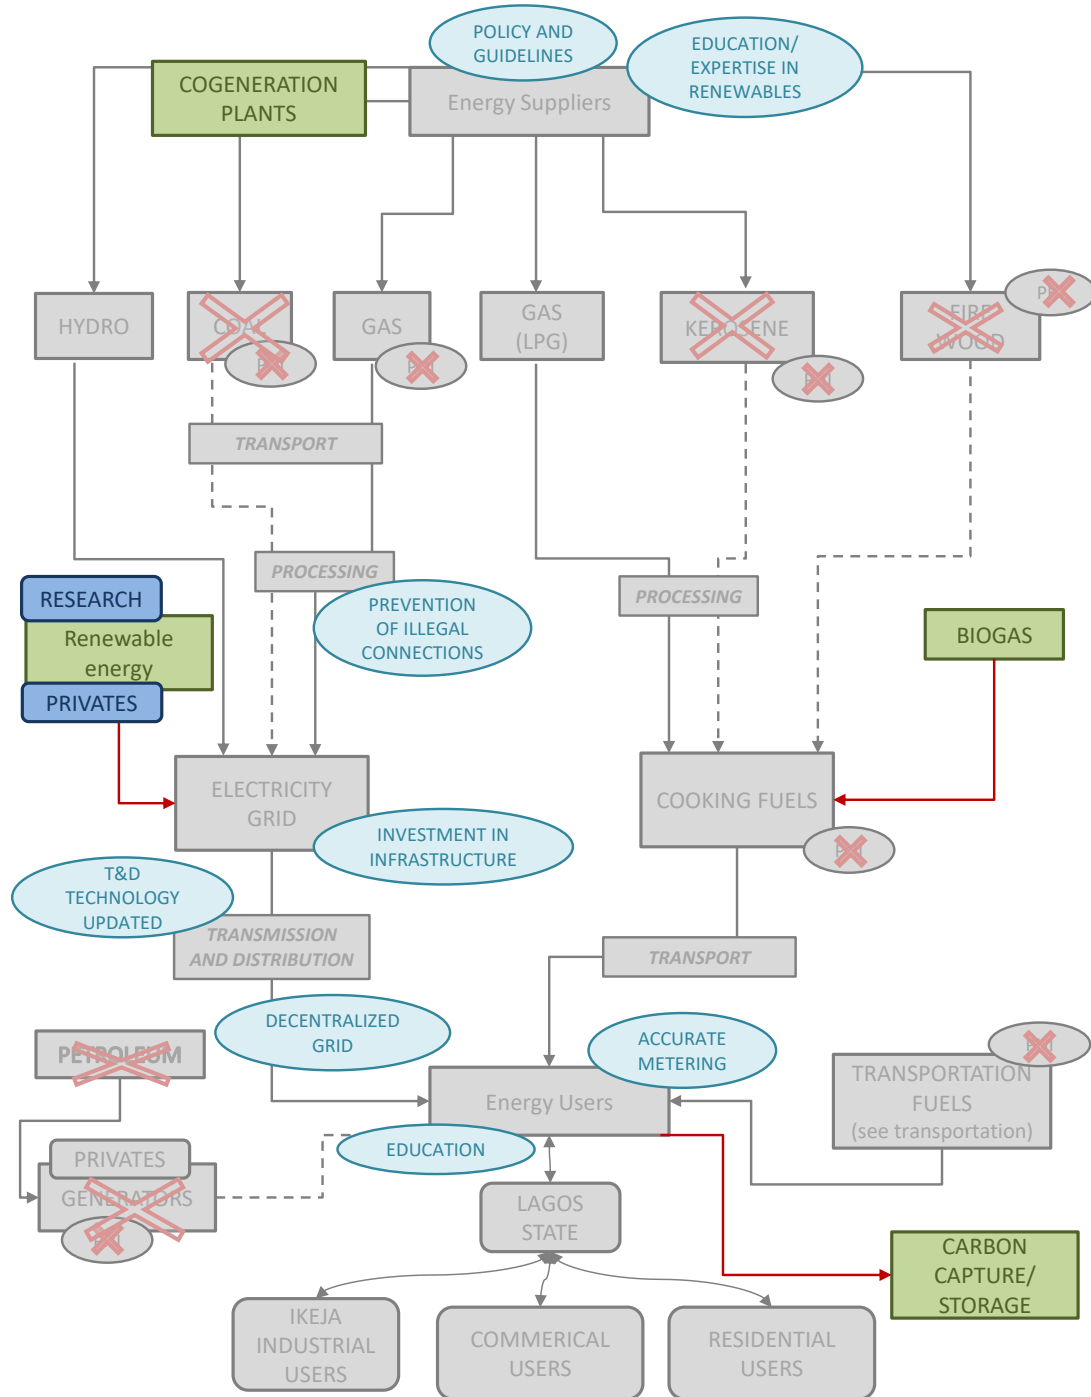 POLICY AND
GUIDELINES
EDUCATION/
EXPERTISE IN
RENEWABLES
COGENERATION
PLANTS
Energy Suppliers
HYDRO
COAL
GAS
GAS
(LPG)
KEROSENE
FIRE
WOOD
TRANSPORT
PROCESSING
PROCESSING
RESEARCH
Renewable
energy
PRIVATES
PREVENTION
OF ILLEGAL
CONNECTIONS
BIOGAS
ELECTRICITY
GRID
COOKING FUELS
INVESTMENT IN
INFRASTRUCTURE
T&D
TECHNOLOGY
UPDATED
TRANSMISSION
AND DISTRIBUTION
TRANSPORT
DECENTRALIZED
GRID
ACCURATE
METERING
PETROLEUM
Energy Users
TRANSPORTATION
FUELS
(see transportation)
EDUCATION
PRIVATES
GENERATORS
LAGOS
STATE
CARBON
CAPTURE/
STORAGE
IKEJA
INDUSTRIAL
USERS
COMMERICAL
USERS
RESIDENTIAL
USERS